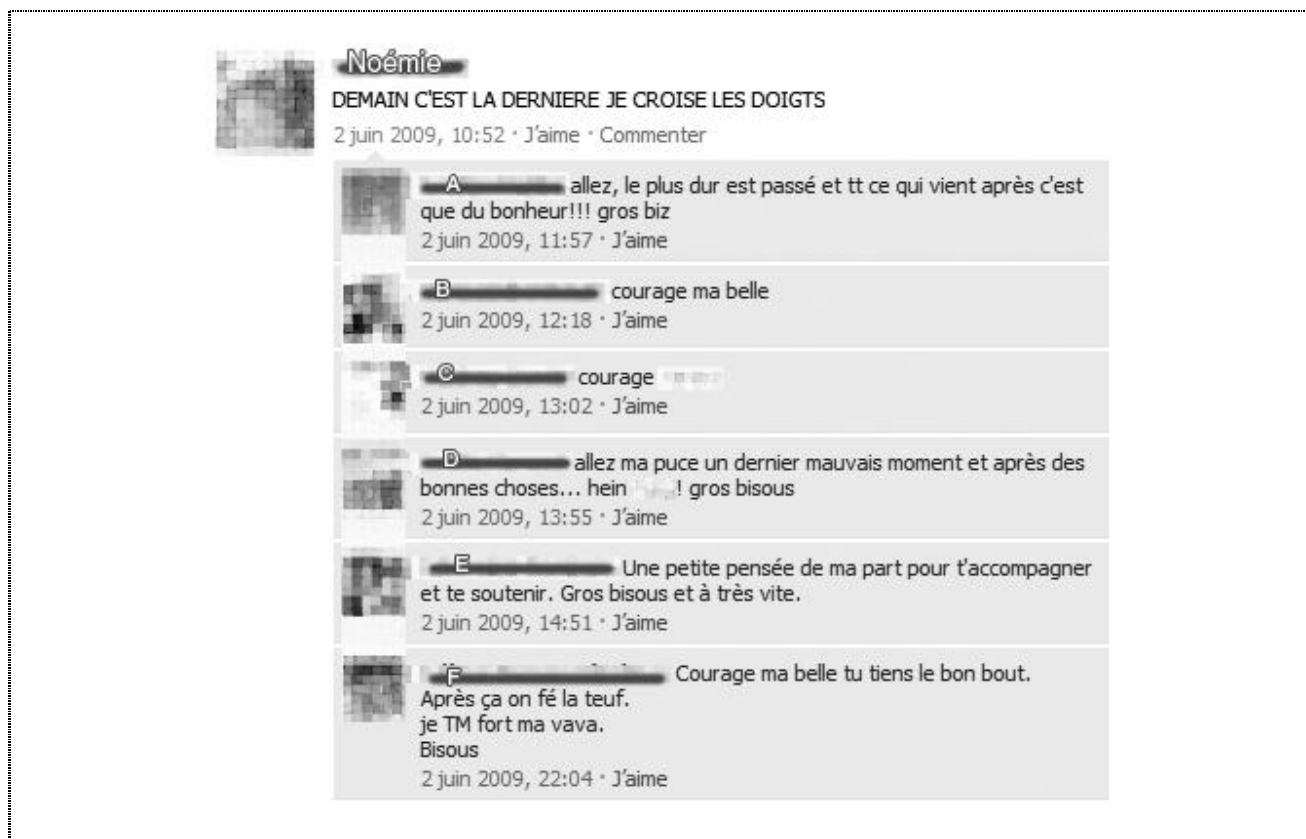 Noémie
DEMAIN C'EST LA DERNIERE JE CROISE LES DOIGTS
2 juin 2009, 10:52 · J'aime · Commenter
A allez, le plus dur est passé et tt ce qui vient après c'est
que du bonheur!!! gros biz
2 juin 2009, 11:57 · J'aime
B courage ma belle
2 juin 2009, 12:18 · J'aime
C courage
2 juin 2009, 13:02 · J'aime
D allez ma puce un dernier mauvais moment et après des
bonnes choses... hein ! gros bisous
2 juin 2009, 13:55 · J'aime
E Une petite pensée de ma part pour t'accompagner
et te soutenir. Gros bisous et à très vite.
2 juin 2009, 14:51 · J'aime
F Courage ma belle tu tiens le bon bout.
Après ça on fé la teuf.
je TM fort ma vava.
Bisous
2 juin 2009, 22:04 · J'aime